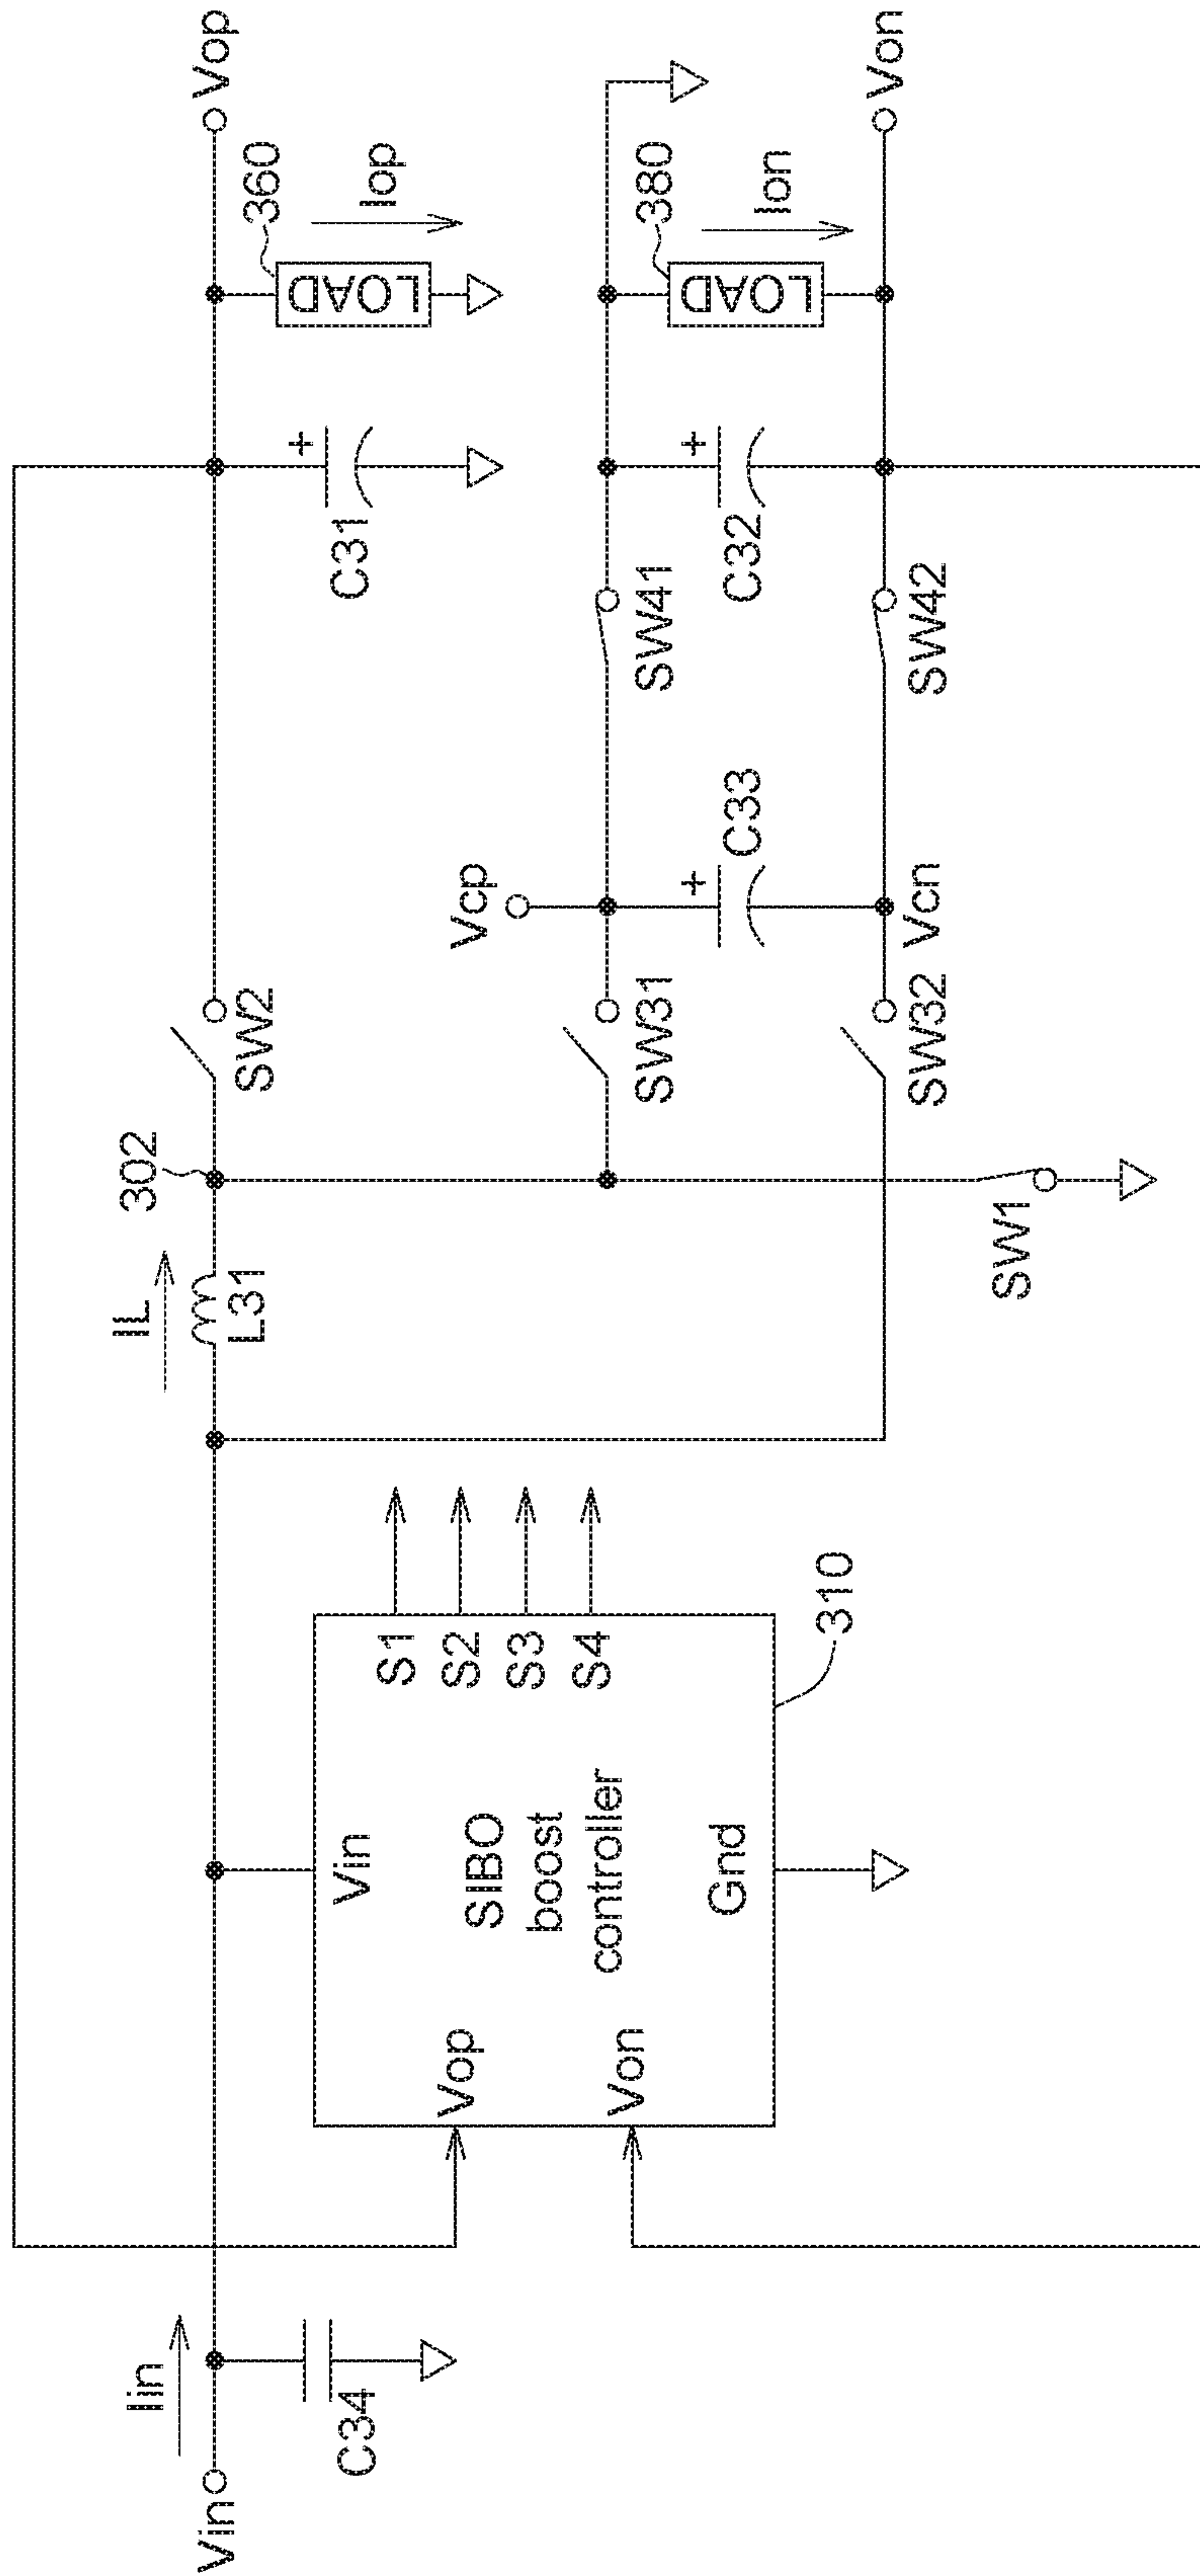 Vin
Iin
C34
Vin
Vop
Von
SIBO
boost
controller
Gnd
S1
S2
S3
S4
310
IL
L31
302
SW2
SW31
SW32
SW1
Vcp
C33
Vcn
SW41
SW42
C31
+
C32
+
+
360
LOAD
Iop
380
LOAD
Ion
Vop
Von